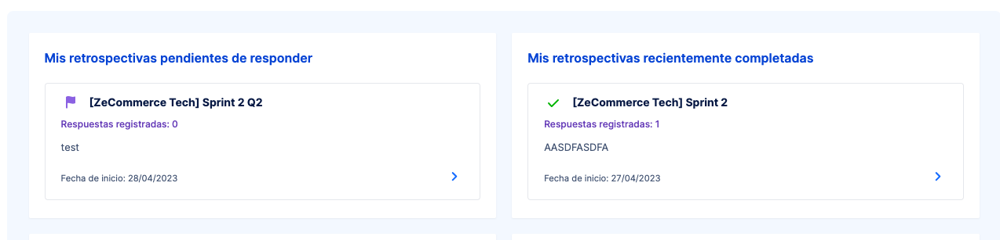 Mis retrospectivas pendientes de responder
[ZeCommerce Tech] Sprint 2 Q2
Respuestas registradas: 0
test
Fecha de inicio: 28/04/2023
Mis retrospectivas recientemente completadas
[ZeCommerce Tech] Sprint 2
Respuestas registradas: 1
AASDFASDFA
Fecha de inicio: 27/04/2023